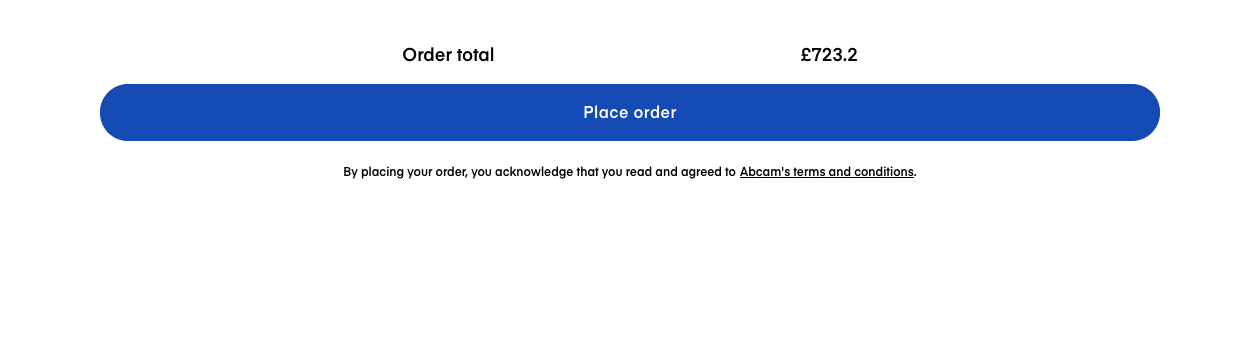 Order total £723.2
Place order
By placing your order, you acknowledge that you read and agreed to Abcam's terms and conditions.